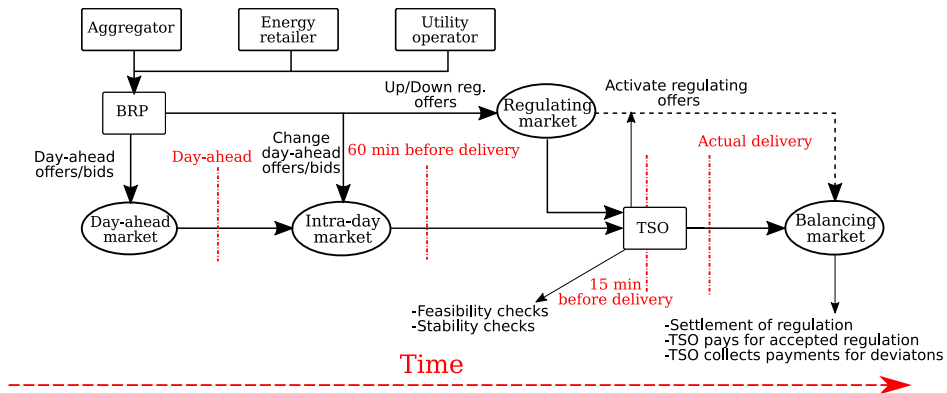 Aggregator
Energy
retailer
Utility
operator
BRP
Up/Down reg.
offers
Regulating
market
Activate regulating
offers
Day-ahead
offers/bids
Day-ahead
Change
day-ahead
offers/bids
60 min before delivery
Actual delivery
Day-ahead
market
Intra-day
market
TSO
Balancing
market
15 min
before delivery
-Feasibility checks
-Stability checks
-Settlement of regulation
-TSO pays for accepted regulation
-TSO collects payments for deviatons
Time